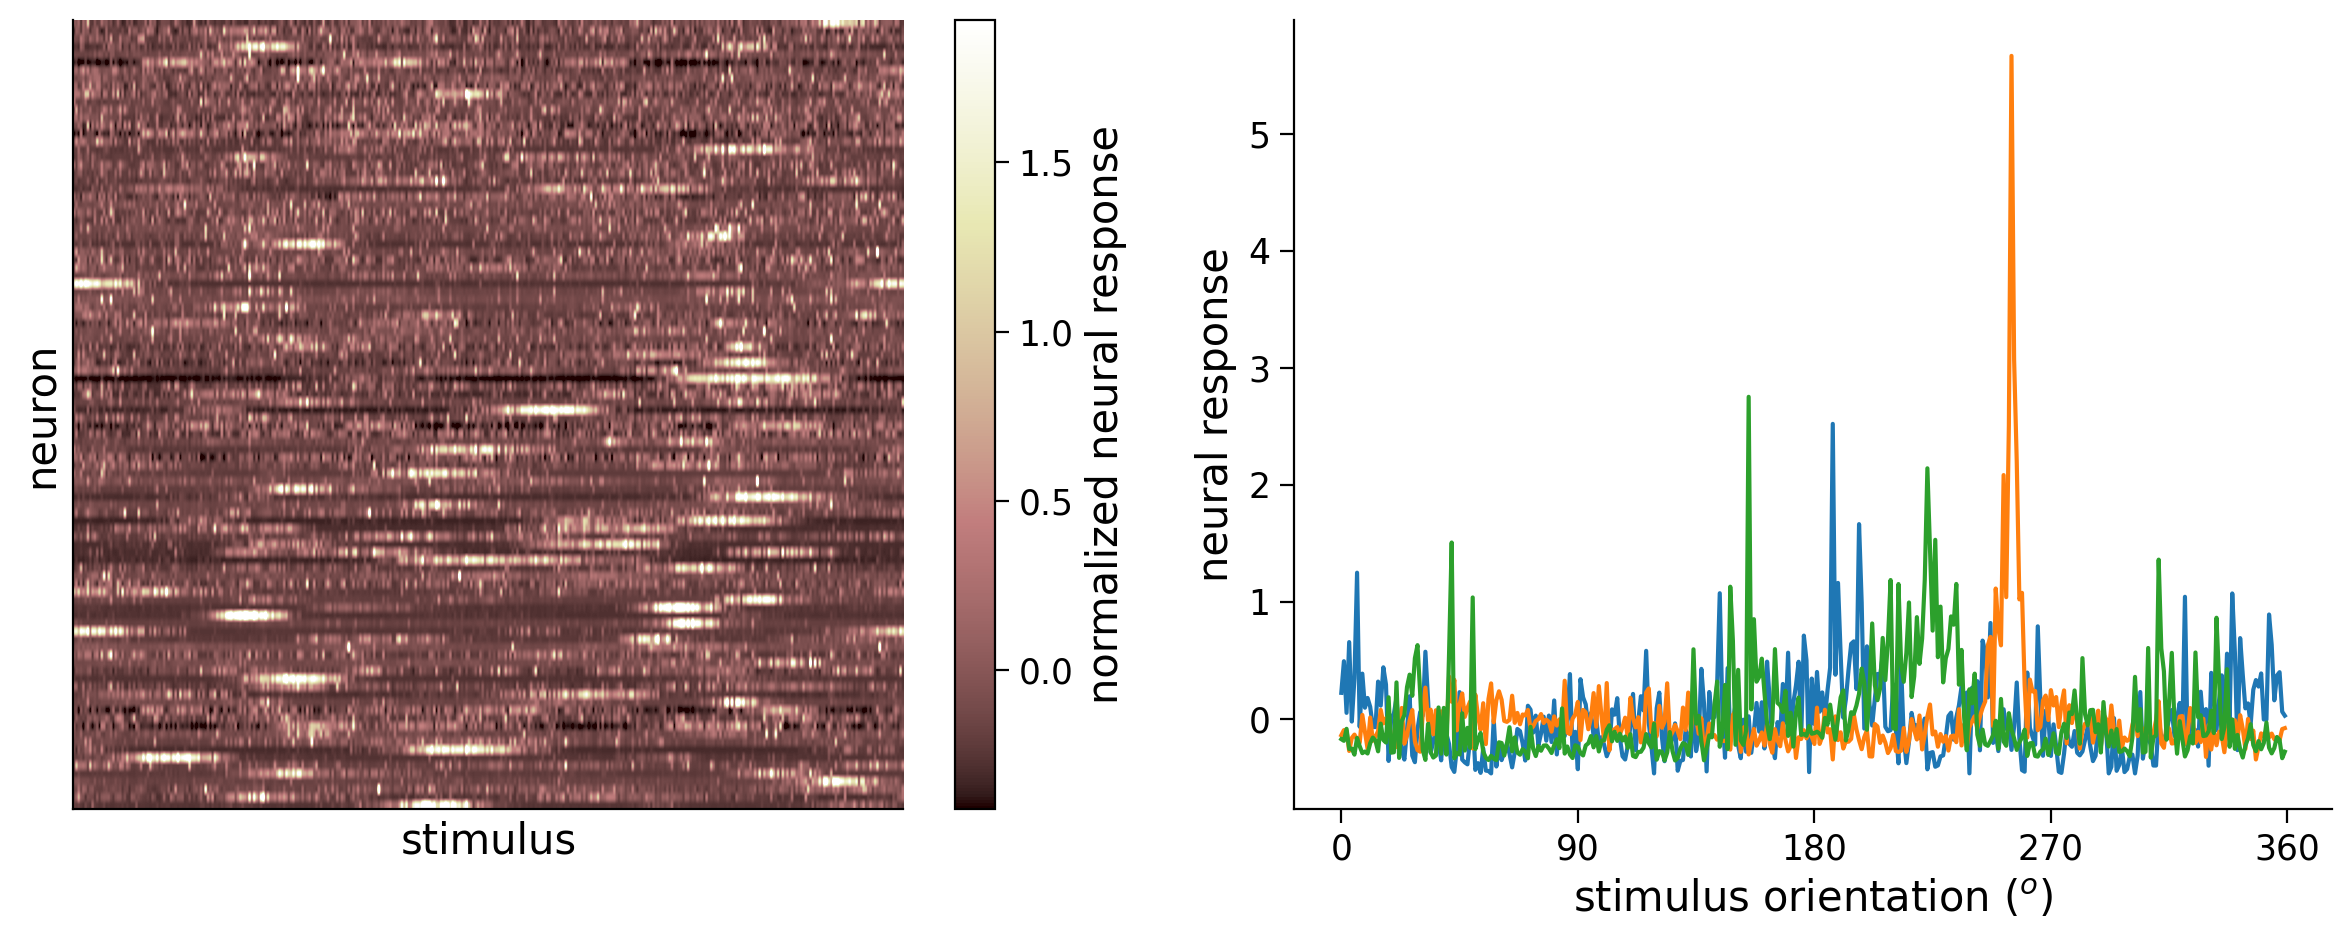 neuron
stimulus
1.5
1.0
0.5
0.0
normalized neural response
neural response
5
4
3
2
1
0
0 90 180 270 360
stimulus orientation (°)